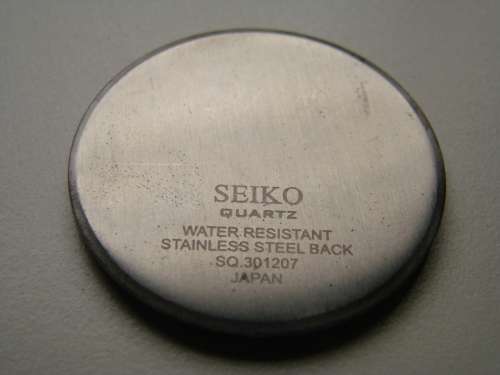 SEIKO
QUARTZ
WATER RESISTANT
STAINLESS STEEL BACK
SQ.301207
JAPAN